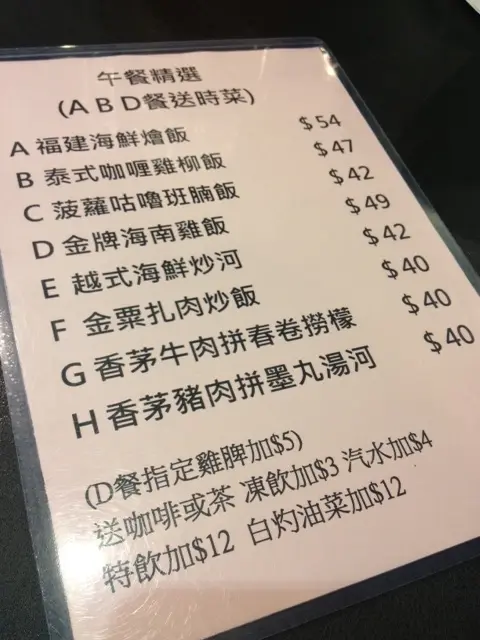 午餐精選
(A B D餐送時菜)
A 福建海鮮燴飯 $54
B 泰式咖喱雞柳飯 $47
C 菠蘿咕嚕班腩飯 $42
D 金牌海南雞飯 $49
E 越式海鮮炒河 $42
F 金粟扎肉炒飯 $40
G 香茅牛肉拼春卷撈檬 $40
H 香茅豬肉拼墨丸湯河 $40
(D餐指定雞脾加$5)
送咖啡或茶 凍飲加$3 汽水加$4
特飲加$12 白灼油菜加$12